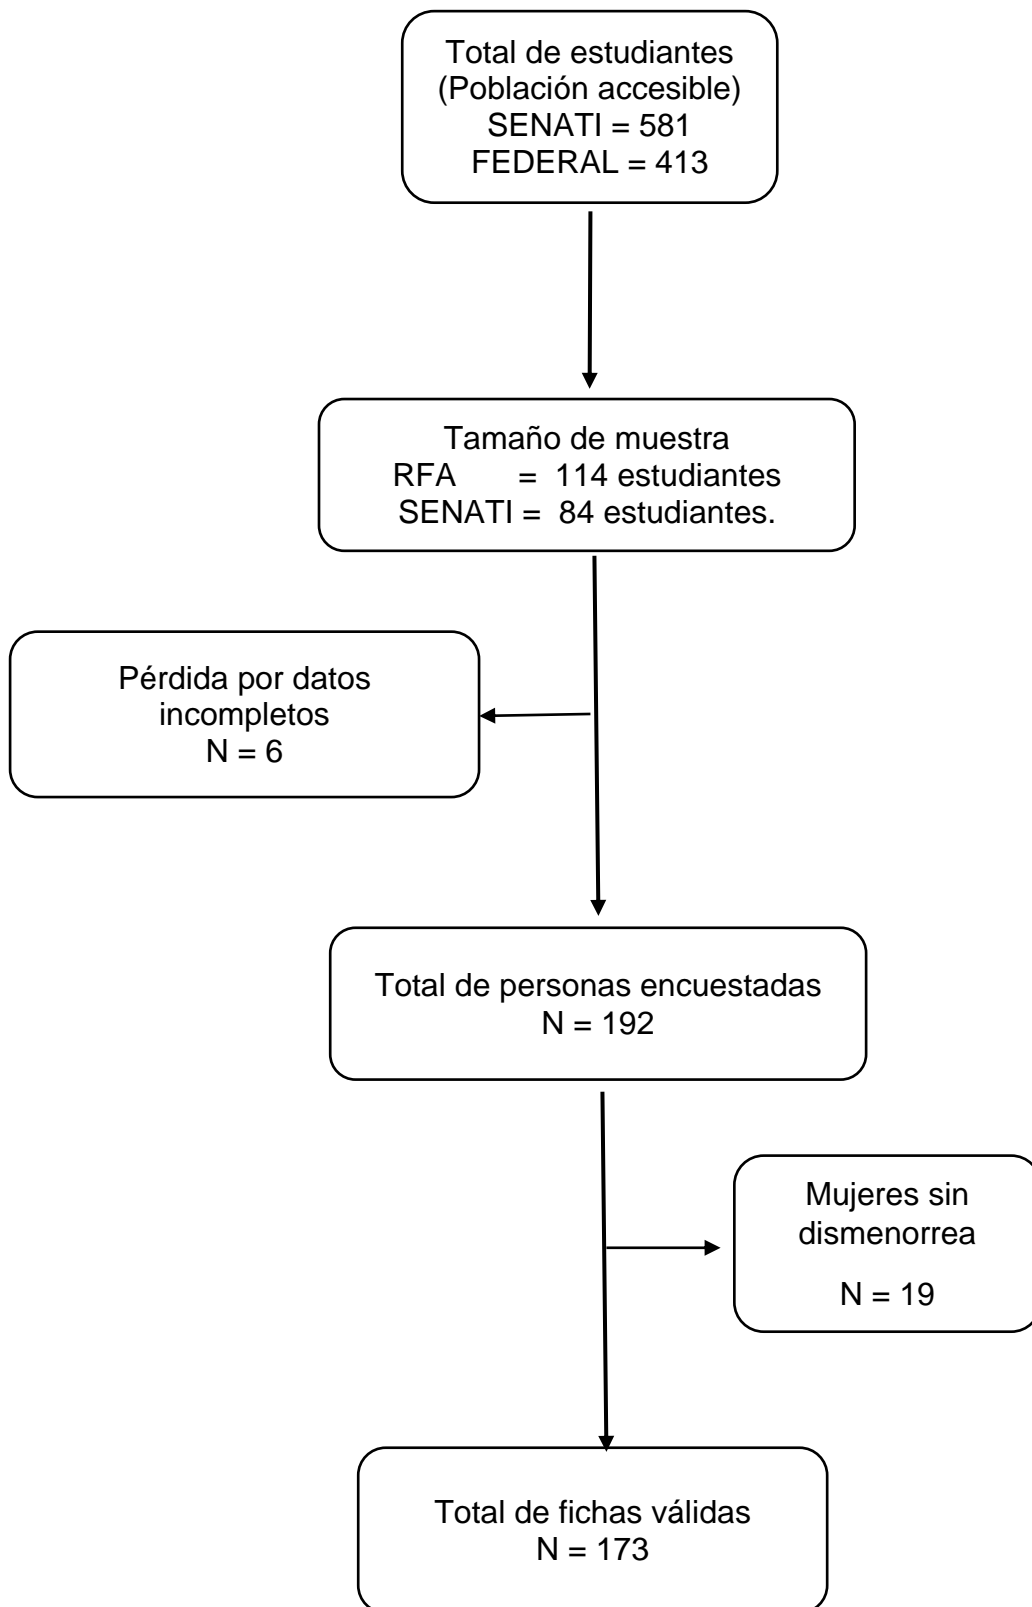 Total de estudiantes
(Población accesible)
SENATI = 581
FEDERAL = 413
Tamaño de muestra
RFA = 114 estudiantes
SENATI = 84 estudiantes.
Pérdida por datos
incompletos
N = 6
Total de personas encuestadas
N = 192
Mujeres sin
dismenorrea
N = 19
Total de fichas válidas
N = 173